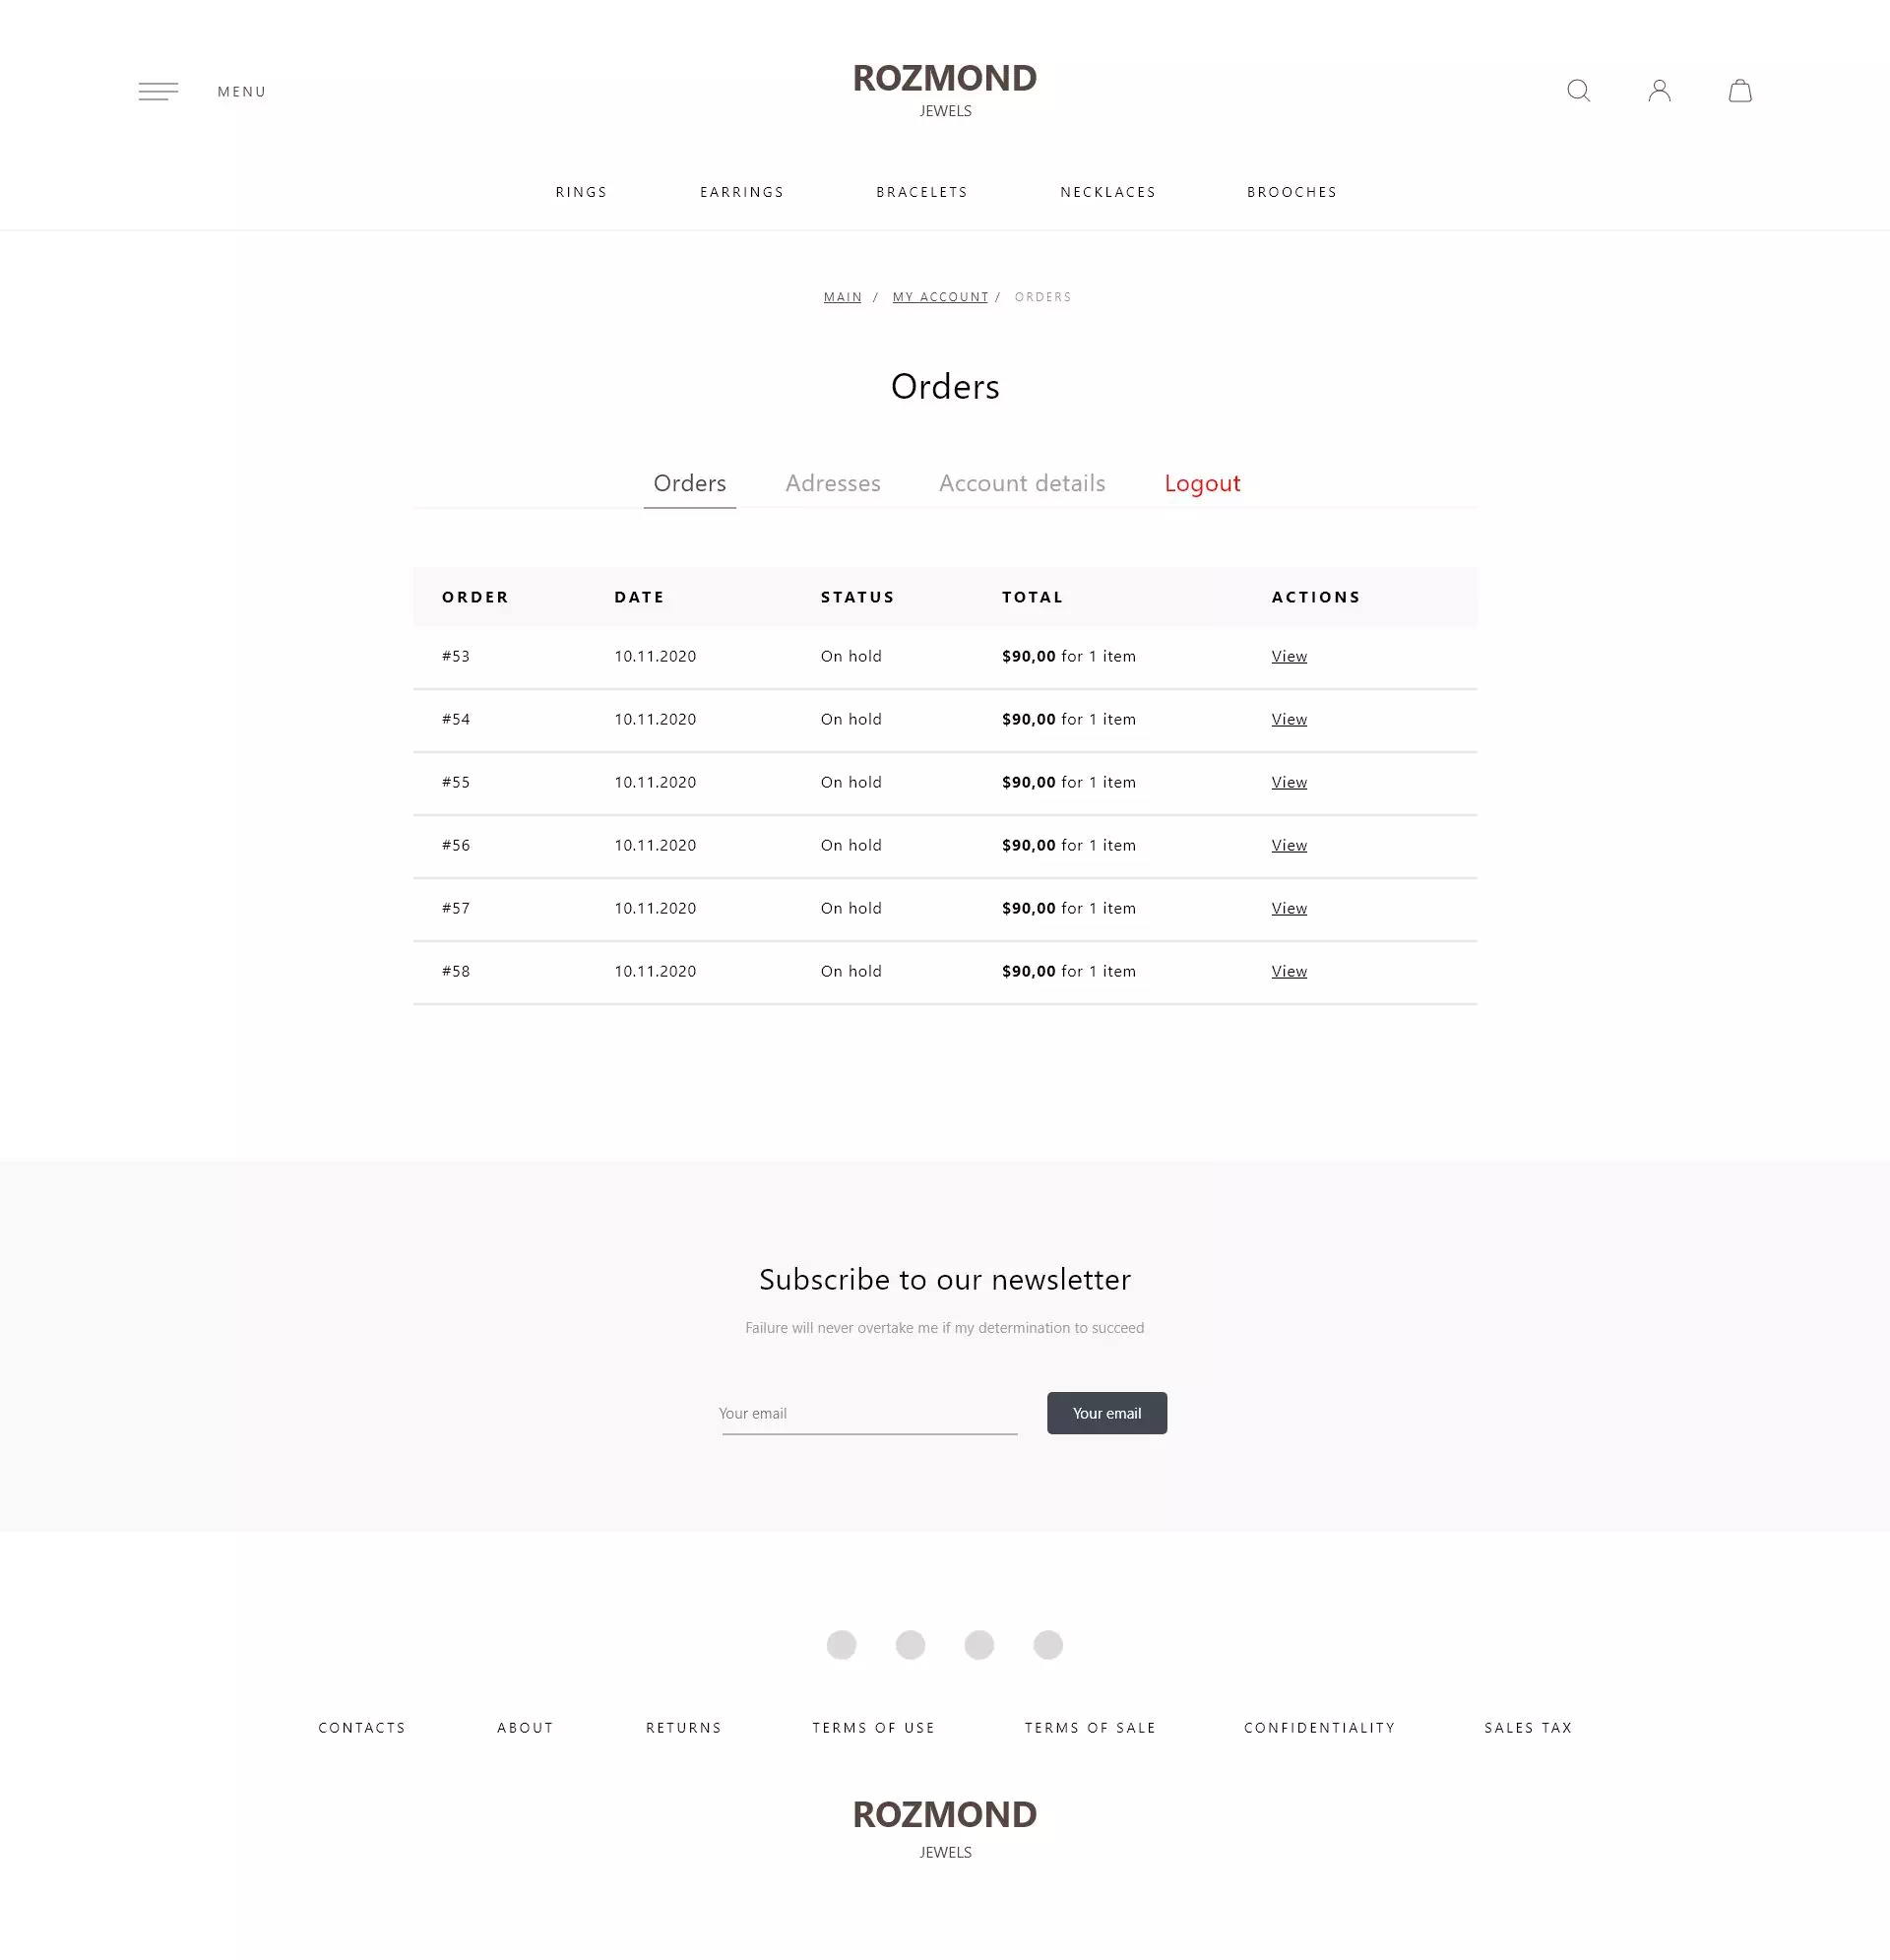 MENU
ROZMOND
JEWELS
RINGS EARRINGS BRACELETS NECKLACES BROOCHES
MAIN / MY ACCOUNT / ORDERS
Orders
Orders Adresses Account details Logout
ORDER DATE STATUS TOTAL ACTIONS
#53 10.11.2020 On hold $90,00 for 1 item View
#54 10.11.2020 On hold $90,00 for 1 item View
#55 10.11.2020 On hold $90,00 for 1 item View
#56 10.11.2020 On hold $90,00 for 1 item View
#57 10.11.2020 On hold $90,00 for 1 item View
#58 10.11.2020 On hold $90,00 for 1 item View
Subscribe to our newsletter
Failure will never overtake me if my determination to succeed
Your email Your email
CONTACTS ABOUT RETURNS TERMS OF USE TERMS OF SALE CONFIDENTIALITY SALES TAX
ROZMOND
JEWELS